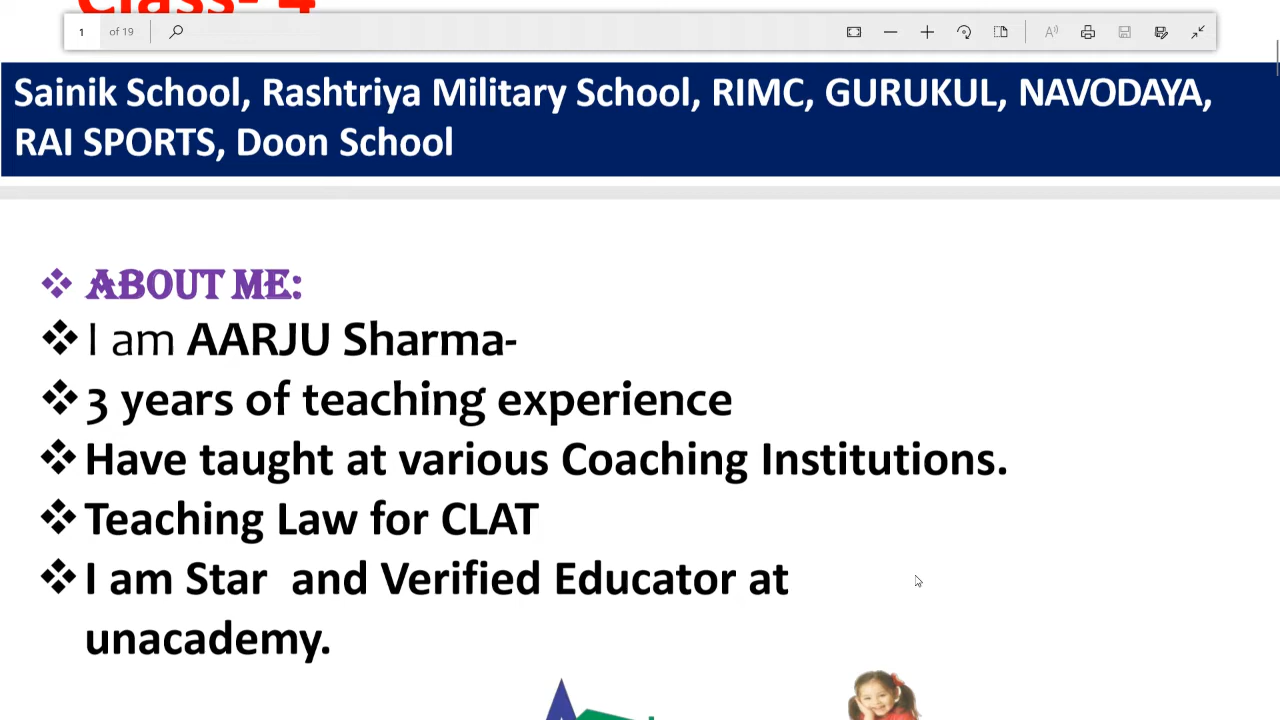 Class- 4
1 of 19
Sainik School, Rashtriya Military School, RIMC, GURUKUL, NAVODAYA,
RAI SPORTS, Doon School
ABOUT ME:
I am AARJU Sharma-
3 years of teaching experience
Have taught at various Coaching Institutions.
Teaching Law for CLAT
I am Star and Verified Educator at
unacademy.